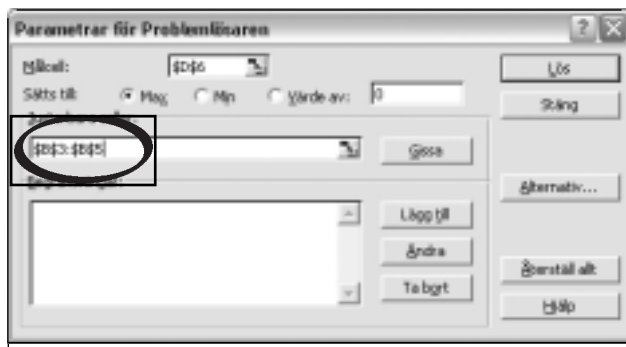 Parametrar för Problemlösaren
Målcell: $D$6 Lös
Sätts till: Max Min Värde av: 0 Stäng
$B$3:$B$5 Gissa
Alternativ...
Lägg till
Ändra
Återställ allt
Ta bort
Hjälp